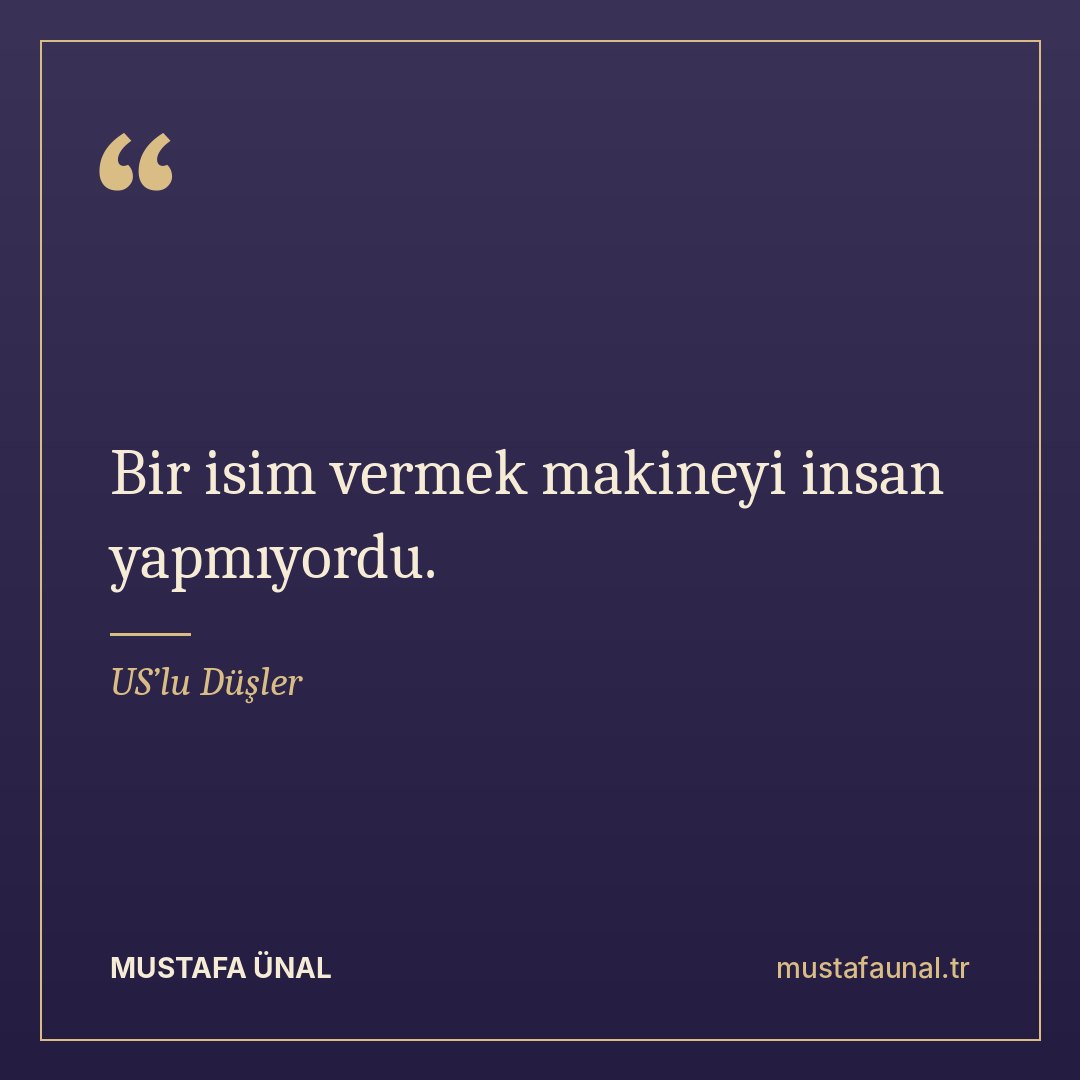 “
Bir isim vermek makineyi insan
yapmıyordu.
US’lu Düşler
MUSTAFA ÜNAL
mustafaunal.tr